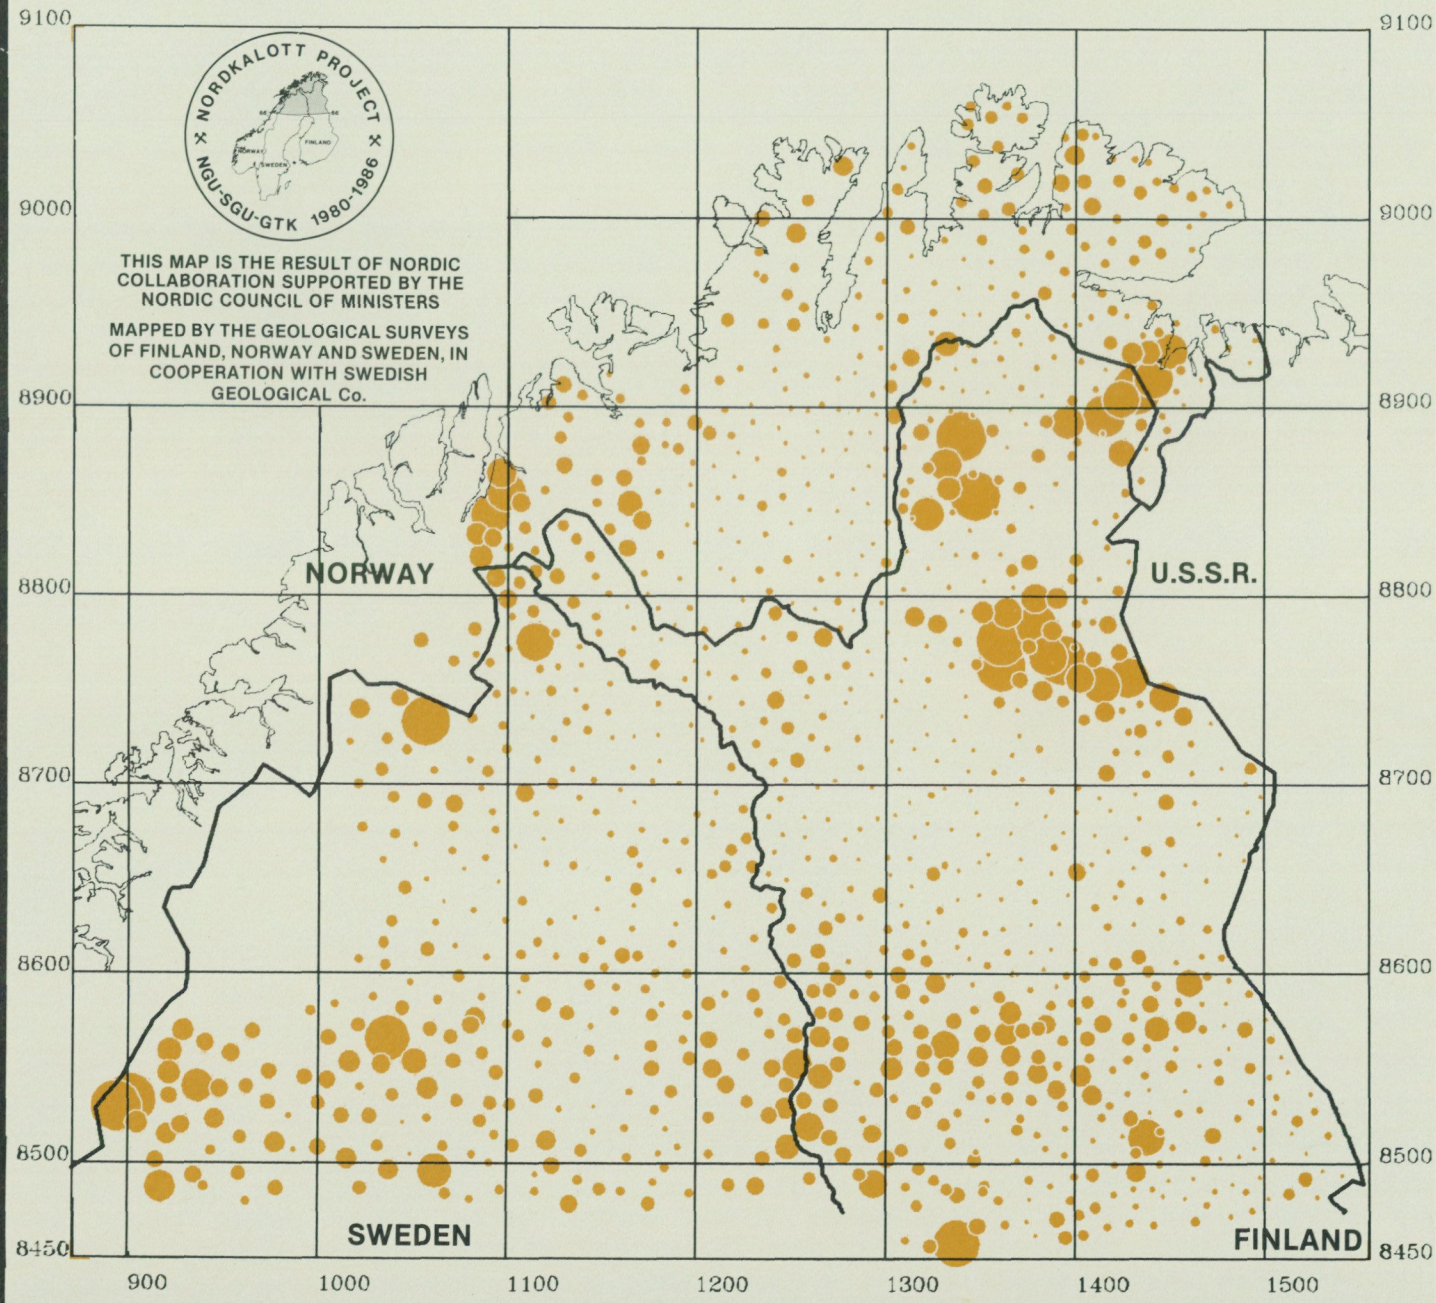 9100
9100
NORDKALOTT PROJECT
NGU-SGU-GTK 1980-1986
66
66
NORWAY
SWEDEN
FINLAND
9000
9000
THIS MAP IS THE RESULT OF NORDIC
COLLABORATION SUPPORTED BY THE
NORDIC COUNCIL OF MINISTERS
MAPPED BY THE GEOLOGICAL SURVEYS
OF FINLAND, NORWAY AND SWEDEN, IN
COOPERATION WITH SWEDISH
GEOLOGICAL Co.
8900
8900
NORWAY
U.S.S.R.
8800
8800
8700
8700
8600
8600
8500
8500
SWEDEN
FINLAND
8450
8450
900
1000
1100
1200
1300
1400
1500